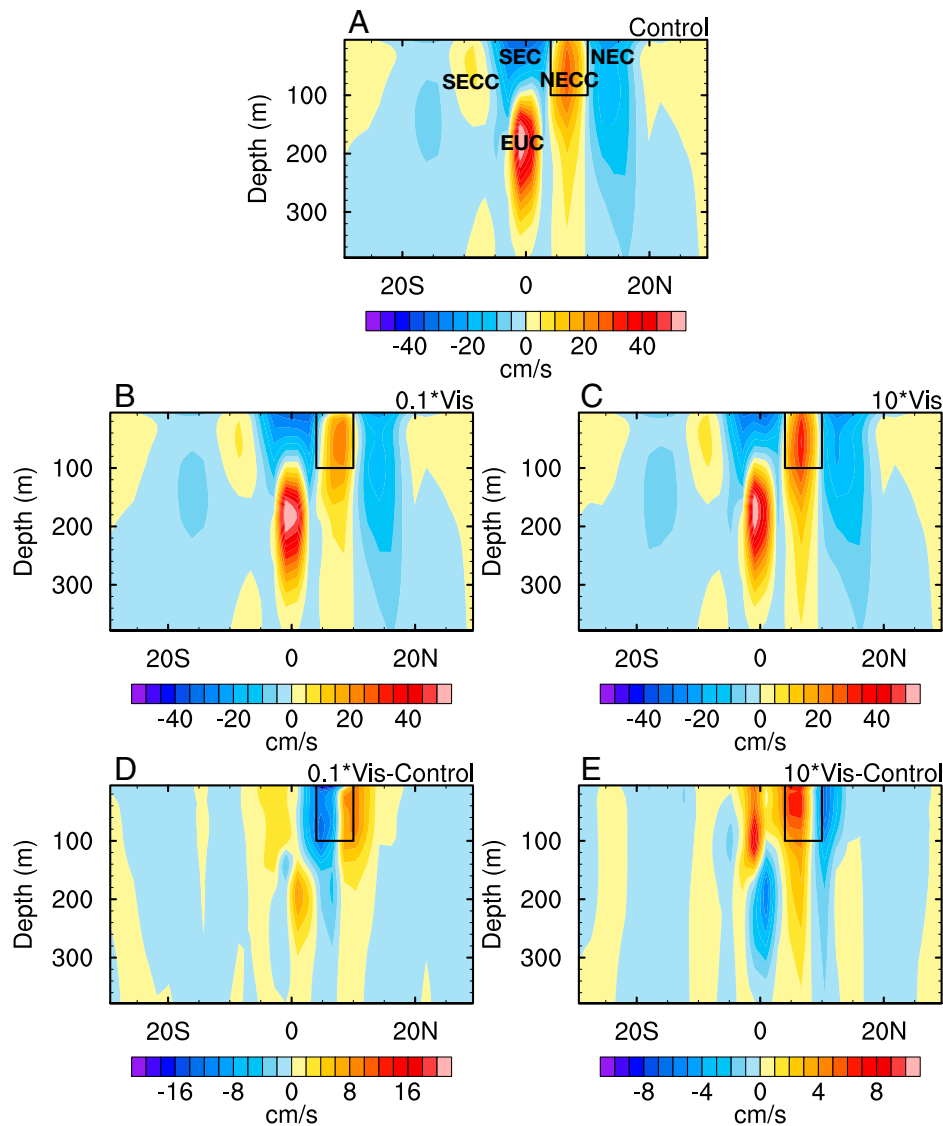 A Control
SEC NEC
SECC NECC
EUC
Depth (m)
100
200
300
20S 0 20N
-40 -20 0 20 40
cm/s
B 0.1*Vis
Depth (m)
100
200
300
20S 0 20N
-40 -20 0 20 40
cm/s
C 10*Vis
Depth (m)
100
200
300
20S 0 20N
-40 -20 0 20 40
cm/s
D 0.1*Vis-Control
Depth (m)
100
200
300
20S 0 20N
-16 -8 0 8 16
cm/s
E 10*Vis-Control
Depth (m)
100
200
300
20S 0 20N
-8 -4 0 4 8
cm/s